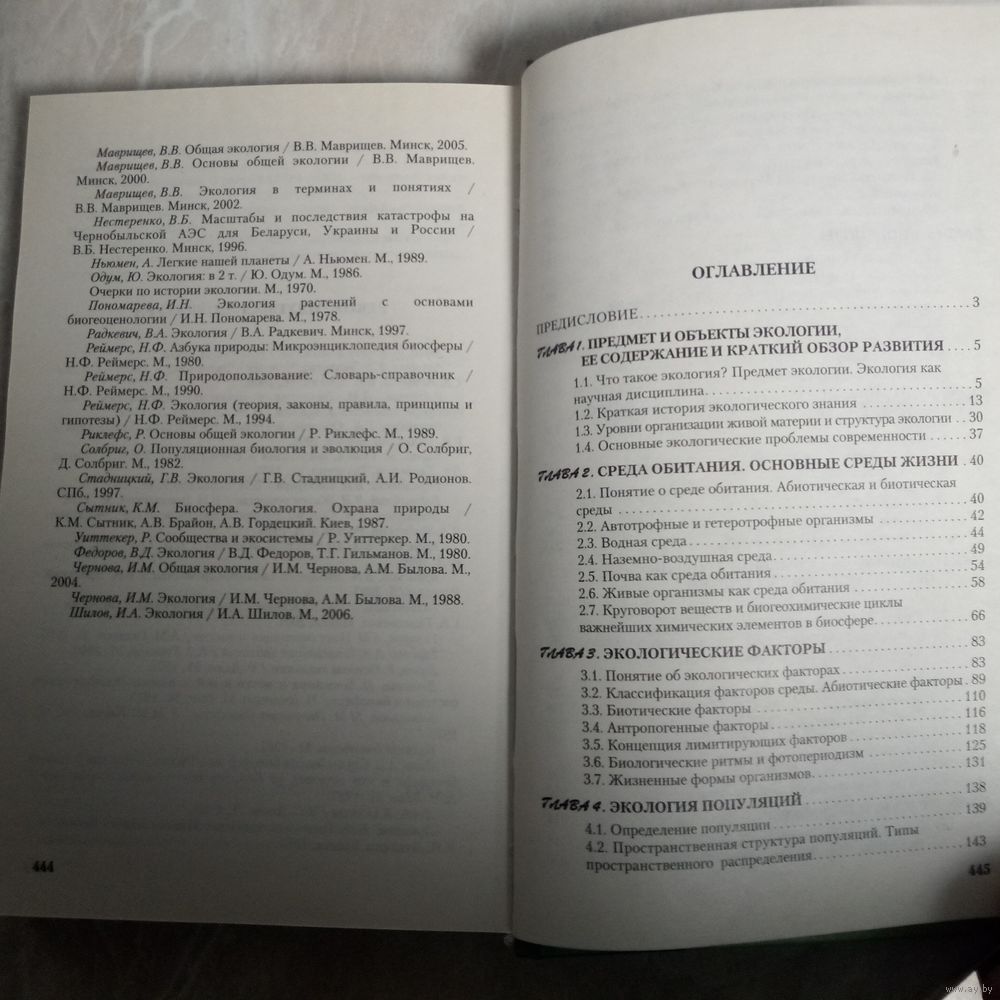 Маврищев, В.В. Общая экология / В.В. Маврищев. Минск, 2005.
Маврищев, В.В. Основы общей экологии / В.В. Маврищев.
Минск, 2000.
Маврищев, В.В. Экология в терминах и понятиях /
В.В. Маврищев. Минск, 2002.
Нестеренко, В.Б. Масштабы и последствия катастрофы на
Чернобыльской АЭС для Беларуси, Украины и России /
В.Б. Нестеренко. Минск, 1996.
Ньюмен, А. Легкие нашей планеты / А. Ньюмен. М., 1989.
Одум, Ю. Экология: в 2 т. / Ю. Одум. М., 1986.
Очерки по истории экологии. М., 1970.
Пономарева, И.Н. Экология растений с основами
биогеоценологии / И.Н. Пономарева. М., 1978.
Радкевич, В.А. Экология / В.А. Радкевич. Минск, 1997.
Реймерс, Н.Ф. Азбука природы: Микроэнциклопедия биосферы /
Н.Ф. Реймерс. М., 1980.
Реймерс, Н.Ф. Природопользование: Словарь-справочник /
Н.Ф. Реймерс. М., 1990.
Реймерс, Н.Ф. Экология (теория, законы, правила, принципы и
гипотезы) / Н.Ф. Реймерс. М., 1994.
Риклефс, Р. Основы общей экологии / Р. Риклефс. М., 1989.
Солбриг, О. Популяционная биология и эволюция / О. Солбриг,
Д. Солбриг. М., 1982.
Стадницкий, Г.В. Экология / Г.В. Стадницкий, А.И. Родионов.
СПб., 1997.
Сытник, К.М. Биосфера. Экология. Охрана природы /
К.М. Сытник, А.В. Брайон, А.В. Гордецкий. Киев, 1987.
Уиттекер, Р. Сообщества и экосистемы / Р. Уиттеркер. М., 1980.
Федоров, В.Д. Экология / В.Д. Федоров, Т.Г. Гильманов. М., 1980.
Чернова, И.М. Общая экология / И.М. Чернова, А.М. Былова. М.,
2004.
Чернова, И.М. Экология / И.М. Чернова, А.М. Былова. М., 1988.
Шилов, И.А. Экология / И.А. Шилов. М., 2006.
444
ОГЛАВЛЕНИЕ
ПРЕДИСЛОВИЕ 3
ГЛАВА 1. ПРЕДМЕТ И ОБЪЕКТЫ ЭКОЛОГИИ,
ЕЕ СОДЕРЖАНИЕ И КРАТКИЙ ОБЗОР РАЗВИТИЯ .... 5
1.1. Что такое экология? Предмет экологии. Экология как
научная дисциплина 5
1.2. Краткая история экологического знания 13
1.3. Уровни организации живой материи и структура экологии .. 30
1.4. Основные экологические проблемы современности ...... 37
ГЛАВА 2. СРЕДА ОБИТАНИЯ. ОСНОВНЫЕ СРЕДЫ ЖИЗНИ . 40
2.1. Понятие о среде обитания. Абиотическая и биотическая
среды 40
2.2. Автотрофные и гетеротрофные организмы 42
2.3. Водная среда 44
2.4. Наземно-воздушная среда 49
2.5. Почва как среда обитания 54
2.6. Живые организмы как среда обитания 58
2.7. Круговорот веществ и биогеохимические циклы
важнейших химических элементов в биосфере 66
ГЛАВА 3. ЭКОЛОГИЧЕСКИЕ ФАКТОРЫ 83
3.1. Понятие об экологических факторах 83
3.2. Классификация факторов среды. Абиотические факторы . 89
3.3. Биотические факторы 110
3.4. Антропогенные факторы 116
3.5. Концепция лимитирующих факторов 118
3.6. Биологические ритмы и фотопериодизм 125
3.7. Жизненные формы организмов 131
ГЛАВА 4. ЭКОЛОГИЯ ПОПУЛЯЦИЙ 138
4.1. Определение популяции 139
4.2. Пространственная структура популяций. Типы
пространственного распределения 143
445
www.ay.by